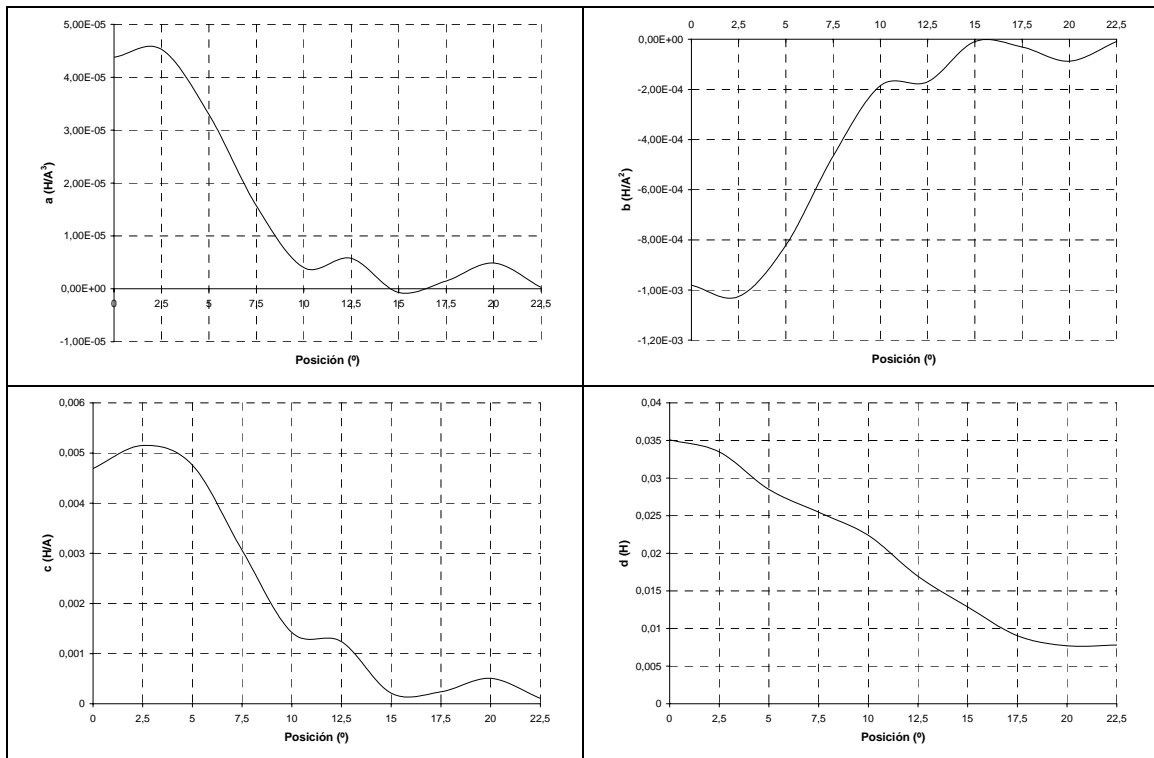 5,00E-05
4,00E-05
3,00E-05
2,00E-05
1,00E-05
0,00E+00
-1,00E-05
a (H/A³)
0 2,5 5 7,5 10 12,5 15 17,5 20 22,5
Posición (º)
0 2,5 5 7,5 10 12,5 15 17,5 20 22,5
0,00E+00
-2,00E-04
-4,00E-04
-6,00E-04
-8,00E-04
-1,00E-03
-1,20E-03
b (H/A²)
Posición (º)
0,006
0,005
0,004
0,003
0,002
0,001
0
c (H/A)
0 2,5 5 7,5 10 12,5 15 17,5 20 22,5
Posición (º)
0,04
0,035
0,03
0,025
0,02
0,015
0,01
0,005
0
d (H)
0 2,5 5 7,5 10 12,5 15 17,5 20 22,5
Posición (º)